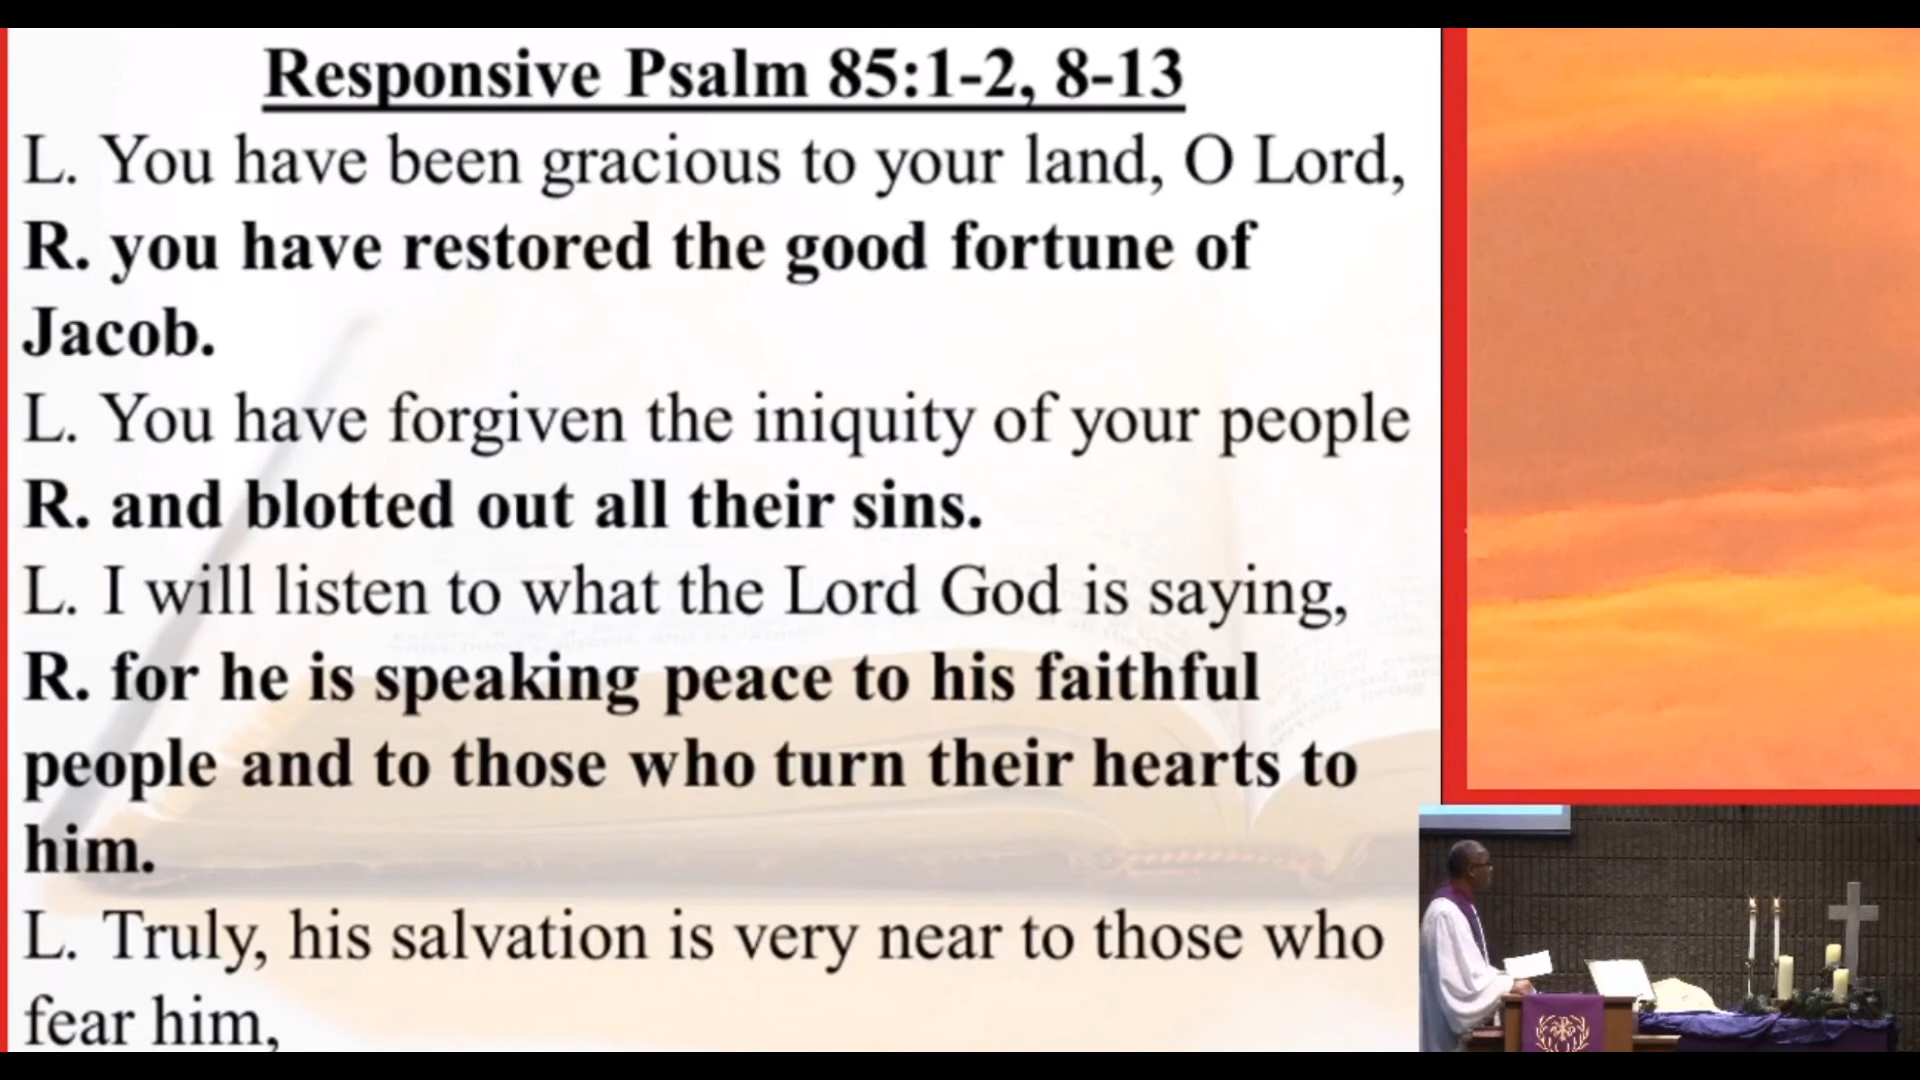 Responsive Psalm 85:1-2, 8-13
L. You have been gracious to your land, O Lord,
R. you have restored the good fortune of
Jacob.
L. You have forgiven the iniquity of your people
R. and blotted out all their sins.
L. I will listen to what the Lord God is saying,
R. for he is speaking peace to his faithful
people and to those who turn their hearts to
him.
L. Truly, his salvation is very near to those who
fear him,